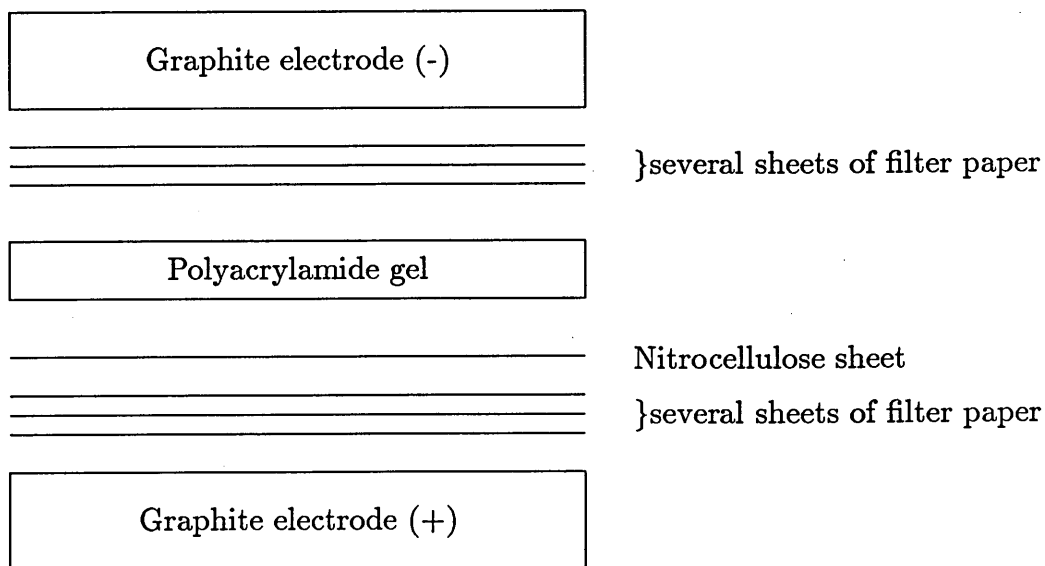 Graphite electrode (-)
}several sheets of filter paper
Polyacrylamide gel
Nitrocellulose sheet
}several sheets of filter paper
Graphite electrode (+)